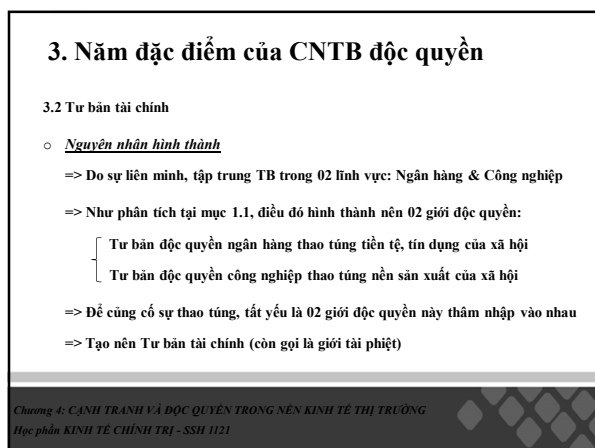 3. Năm đặc điểm của CNTB độc quyền
3.2 Tư bản tài chính
o Nguyên nhân hình thành
=> Do sự liên minh, tập trung TB trong 02 lĩnh vực: Ngân hàng & Công nghiệp
=> Như phân tích tại mục 1.1, điều đó hình thành nên 02 giới độc quyền:
Tư bản độc quyền ngân hàng thao túng tiền tệ, tín dụng của xã hội
Tư bản độc quyền công nghiệp thao túng nền sản xuất của xã hội
=> Để củng cố sự thao túng, tất yếu là 02 giới độc quyền này thâm nhập vào nhau
=> Tạo nên Tư bản tài chính (còn gọi là giới tài phiệt)
Chương 4: CẠNH TRANH VÀ ĐỘC QUYỀN TRONG NỀN KINH TẾ THỊ TRƯỜNG
Học phần KINH TẾ CHÍNH TRỊ - SSH 1121